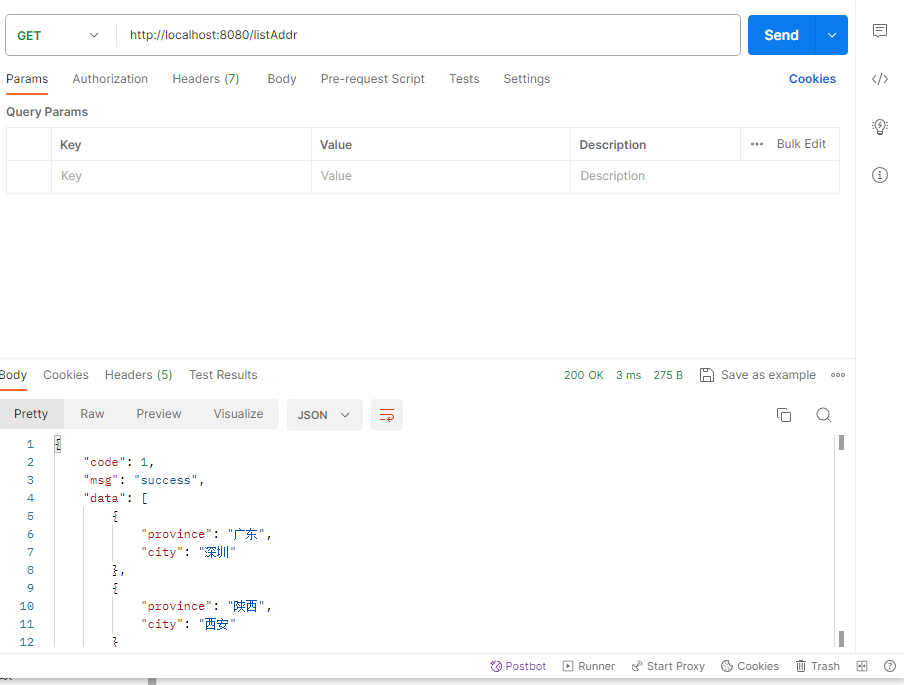 GET http://localhost:8080/listAddr Send
Params Authorization Headers (7) Body Pre-request Script Tests Settings Cookies
Query Params
Key Value Description ••• Bulk Edit
Key Value Description
Body Cookies Headers (5) Test Results 200 OK 3 ms 275 B Save as example
Pretty Raw Preview Visualize JSON
1 {
2 "code": 1,
3 "msg": "success",
4 "data": [
5 {
6 "province": "广东",
7 "city": "深圳"
8 },
9 {
10 "province": "陕西",
11 "city": "西安"
12 }
Postbot Runner Start Proxy Cookies Trash